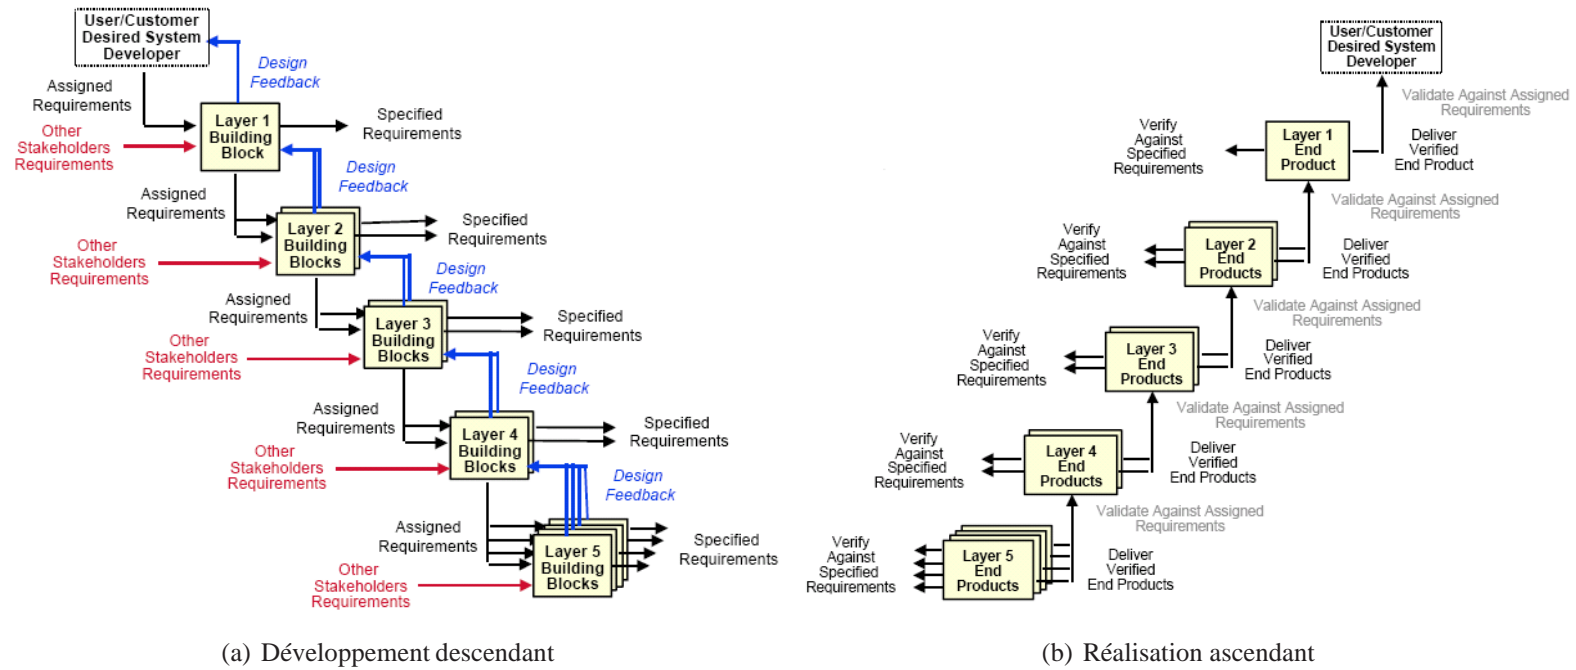 User/Customer
Desired System
Developer
Design
Feedback
Assigned
Requirements
Other
Stakeholders
Requirements
Layer 1
Building
Block
Specified
Requirements
Design
Feedback
Assigned
Requirements
Other
Stakeholders
Requirements
Layer 2
Building
Blocks
Specified
Requirements
Design
Feedback
Assigned
Requirements
Other
Stakeholders
Requirements
Layer 3
Building
Blocks
Specified
Requirements
Design
Feedback
Assigned
Requirements
Other
Stakeholders
Requirements
Layer 4
Building
Blocks
Specified
Requirements
Design
Feedback
Assigned
Requirements
Other
Stakeholders
Requirements
Layer 5
Building
Blocks
Specified
Requirements
(a) Développement descendant
User/Customer
Desired System
Developer
Validate Against Assigned
Requirements
Verify
Against
Specified
Requirements
Layer 1
End
Product
Deliver
Verified
End Product
Validate Against Assigned
Requirements
Verify
Against
Specified
Requirements
Layer 2
End
Products
Deliver
Verified
End Products
Validate Against Assigned
Requirements
Verify
Against
Specified
Requirements
Layer 3
End
Products
Deliver
Verified
End Products
Validate Against Assigned
Requirements
Verify
Against
Specified
Requirements
Layer 4
End
Products
Deliver
Verified
End Products
Validate Against Assigned
Requirements
Verify
Against
Specified
Requirements
Layer 5
End
Products
Deliver
Verified
End Products
(b) Réalisation ascendant